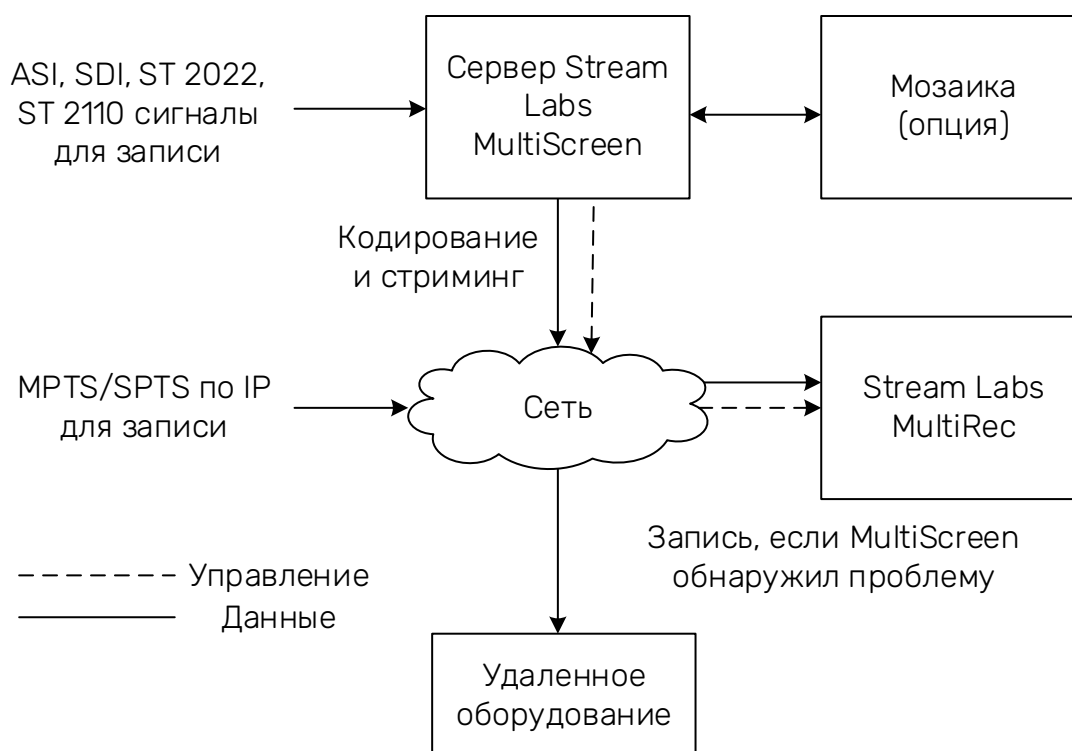 ASI, SDI, ST 2022,
ST 2110 сигналы
для записи
Сервер Stream
Labs
MultiScreen
Мозаика
(опция)
Кодирование
и стриминг
MPTS/SPTS по IP
для записи
Сеть
Stream Labs
MultiRec
Запись, если MultiScreen
обнаружил проблему
Управление
Данные
Удаленное
оборудование